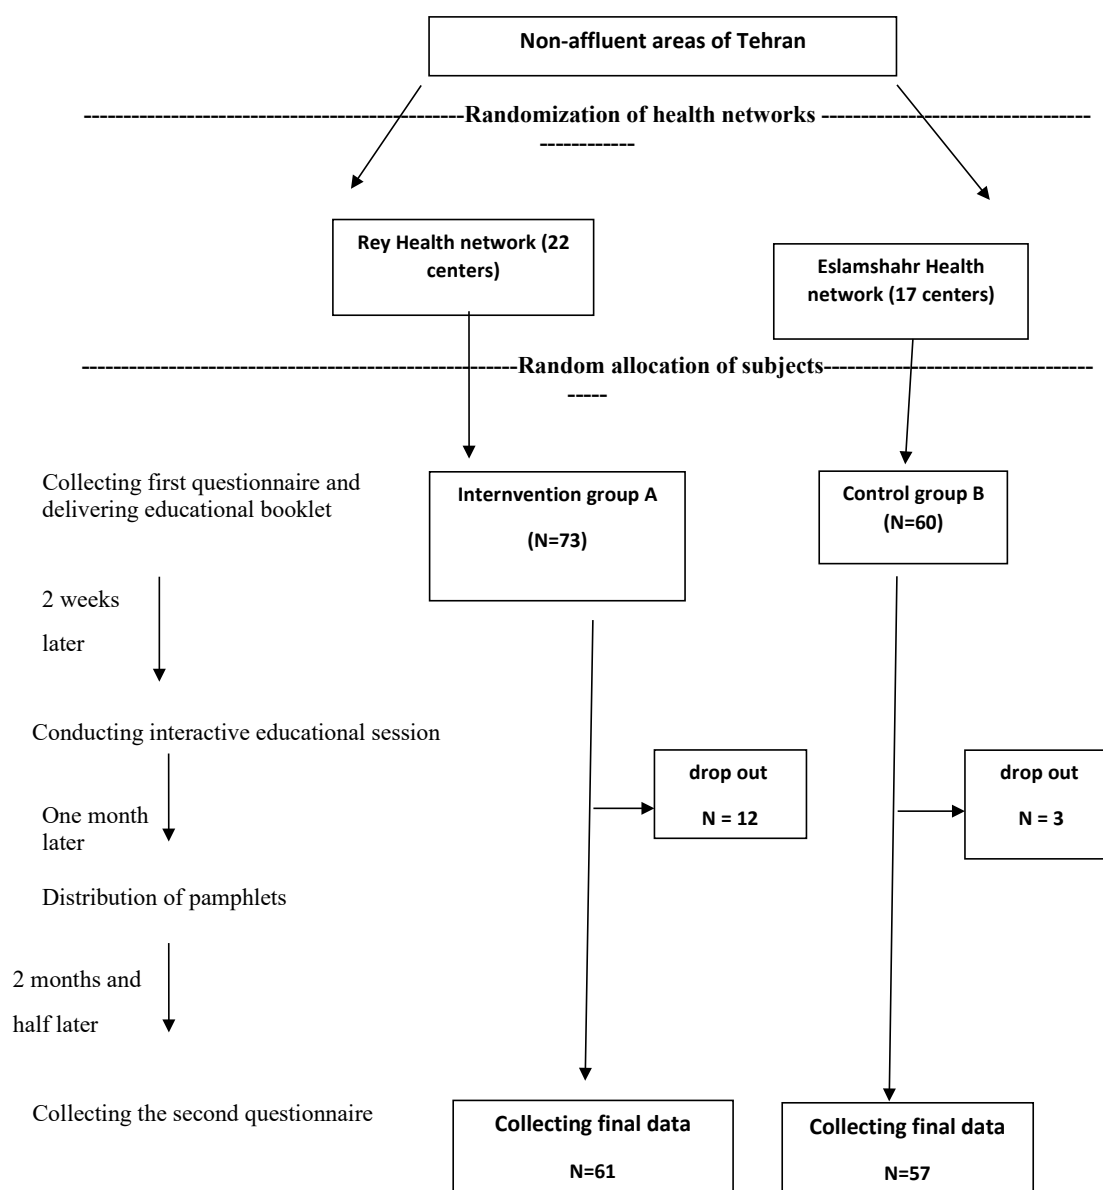 Non-affluent areas of Tehran
---------------------------------------------------Randomization of health networks -----------------------------------
------------
Rey Health network (22
centers)
Eslamshahr Health
network (17 centers)
--------------------------------------------------------Random allocation of subjects-----------------------------------
-----
Collecting first questionnaire and
delivering educational booklet
Internvention group A
(N=73)
Control group B
(N=60)
2 weeks
later
Conducting interactive educational session
drop out
N = 12
drop out
N = 3
One month
later
Distribution of pamphlets
2 months and
half later
Collecting the second questionnaire
Collecting final data
N=61
Collecting final data
N=57